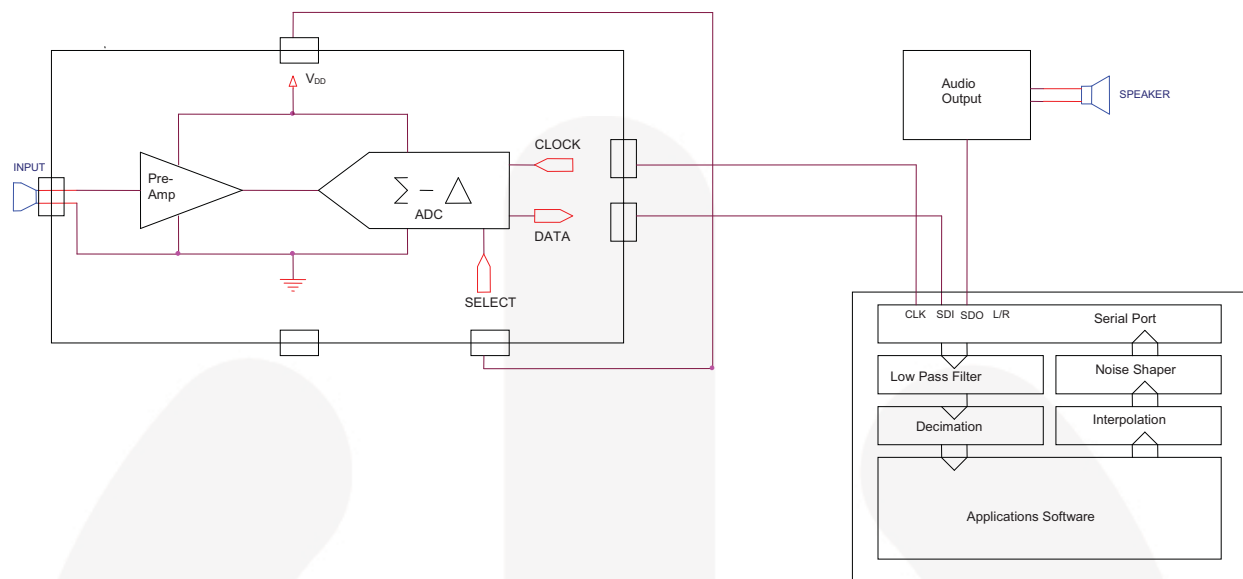 V_DD
INPUT
Pre-
Amp
Σ – Δ
ADC
CLOCK
DATA
SELECT
Audio
Output
SPEAKER
CLK SDI SDO L/R
Serial Port
Low Pass Filter
Noise Shaper
Decimation
Interpolation
Applications Software